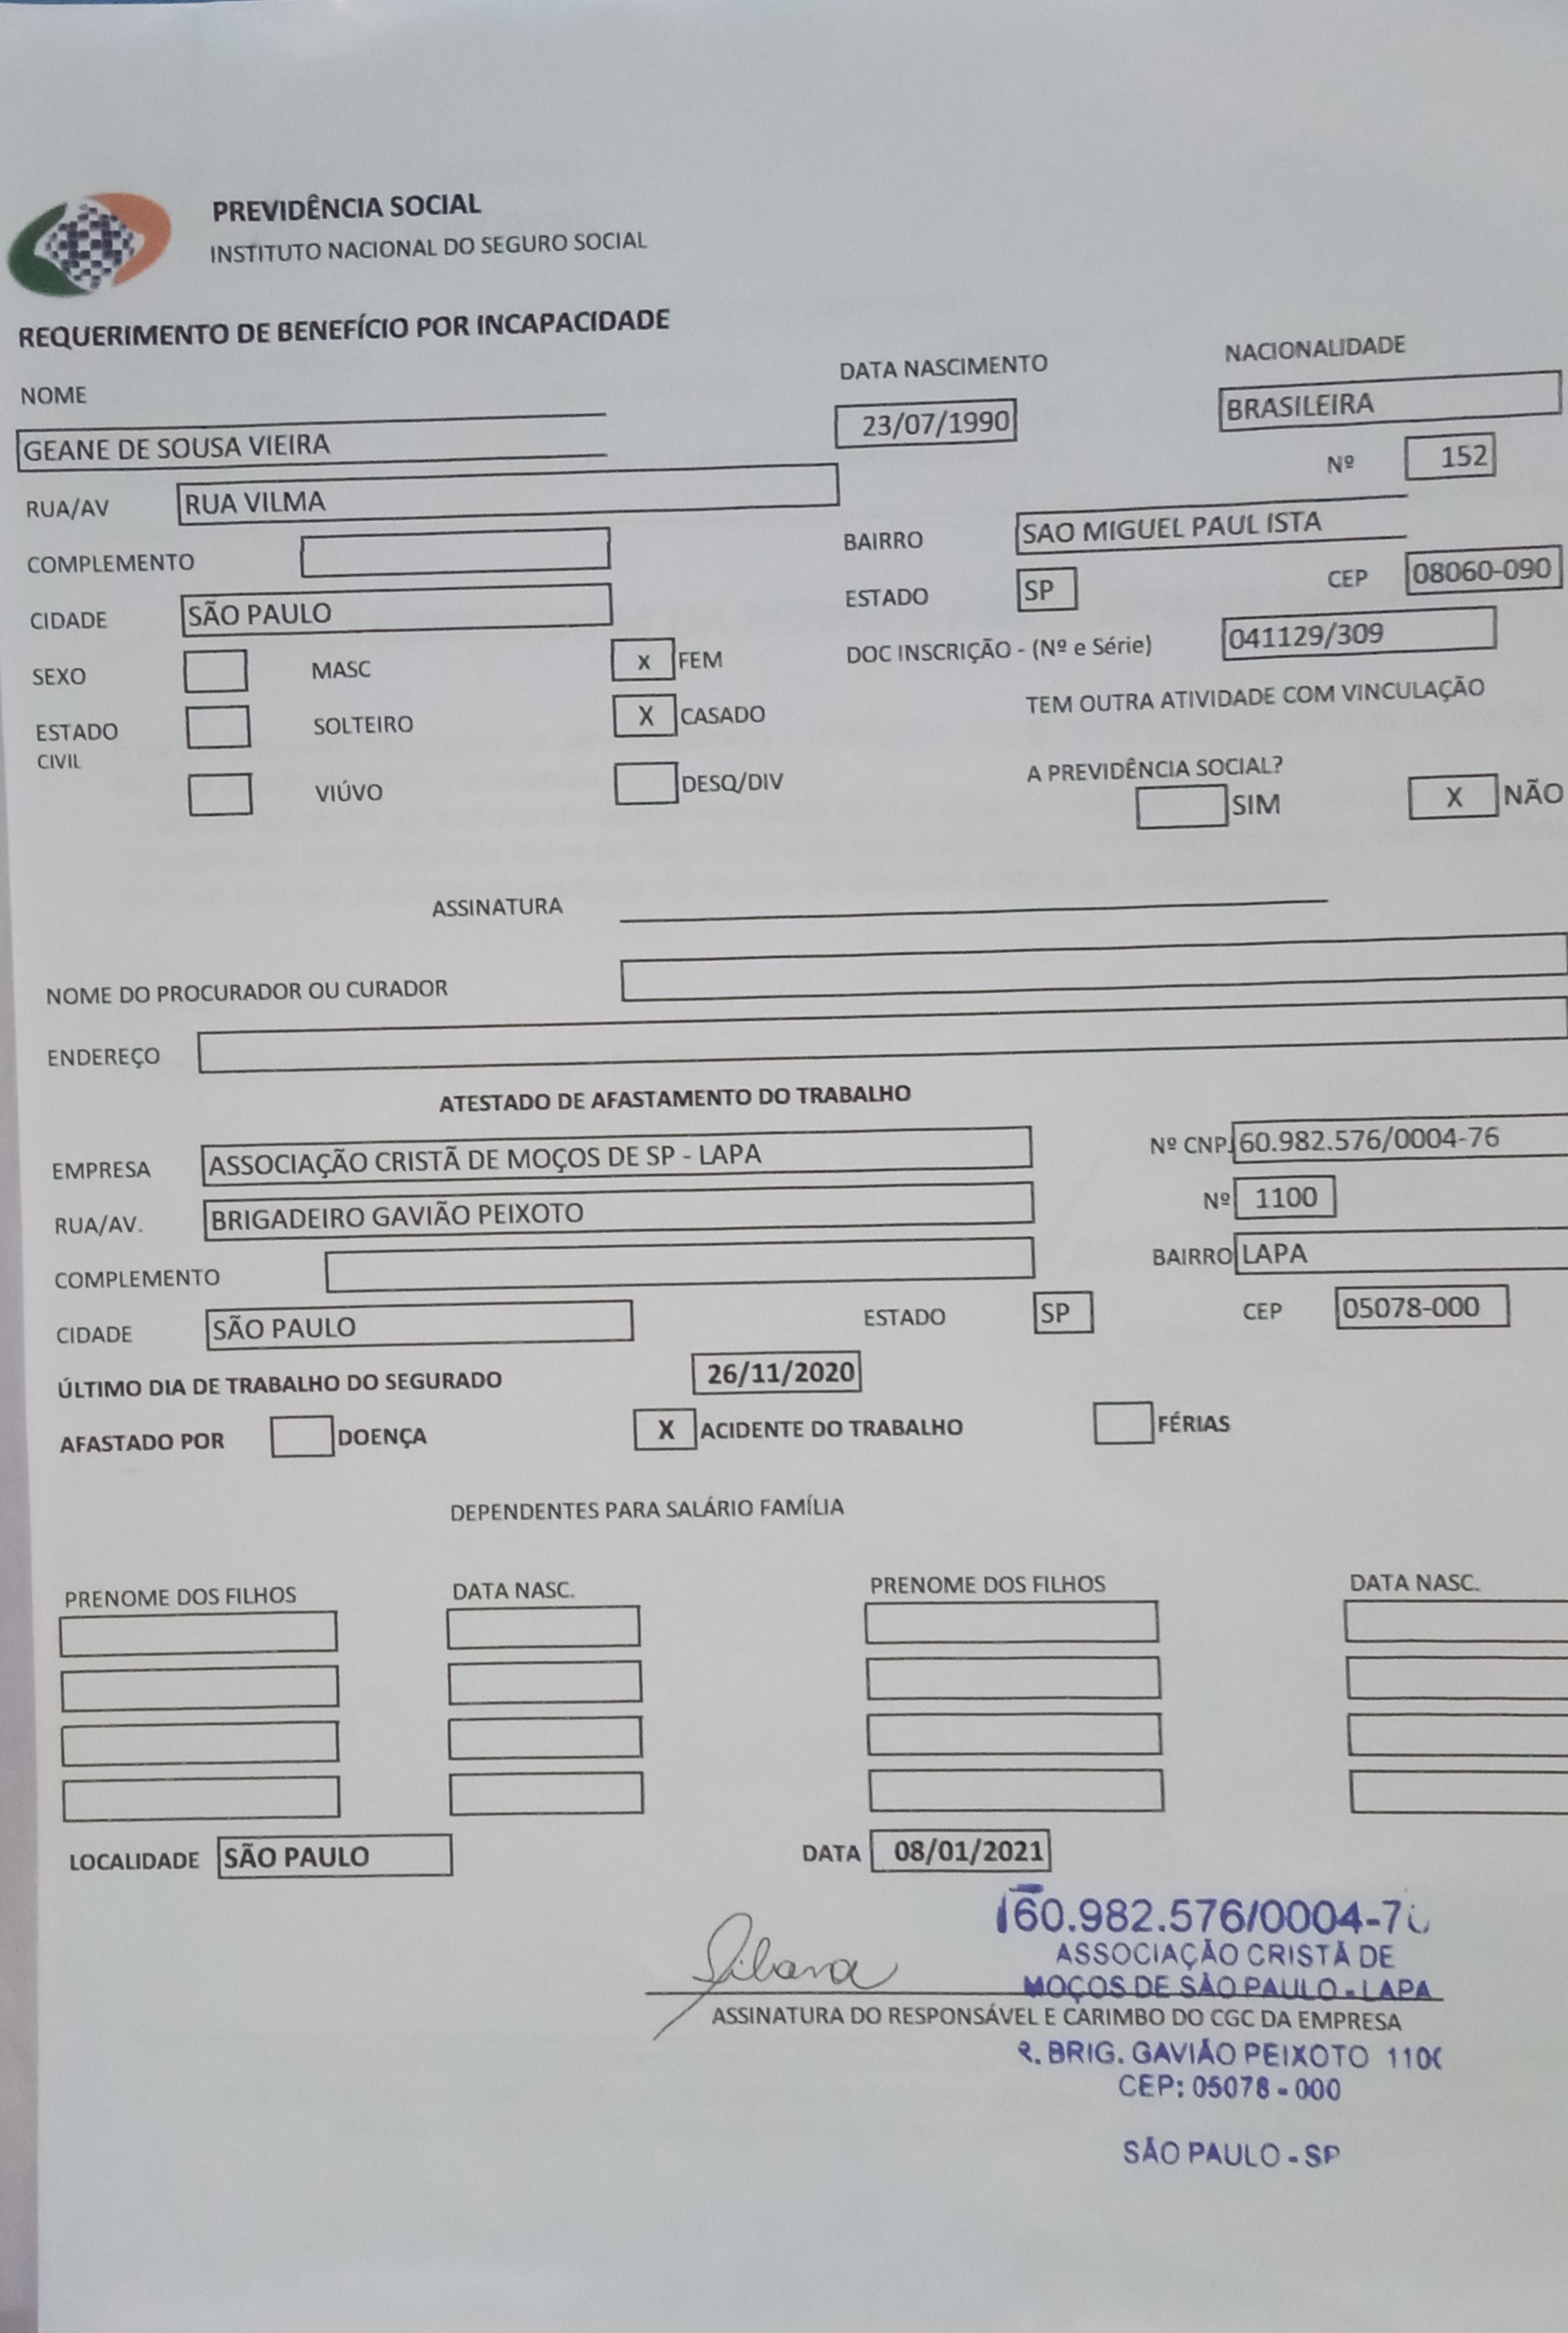 PREVIDÊNCIA SOCIAL
INSTITUTO NACIONAL DO SEGURO SOCIAL
REQUERIMENTO DE BENEFÍCIO POR INCAPACIDADE
NOME DATA NASCIMENTO NACIONALIDADE
GEANE DE SOUSA VIEIRA 23/07/1990 BRASILEIRA
RUA/AV RUA VILMA Nº 152
COMPLEMENTO BAIRRO SAO MIGUEL PAUL ISTA
CIDADE SÃO PAULO ESTADO SP CEP 08060-090
SEXO MASC x FEM DOC INSCRIÇÃO - (Nº e Série) 041129/309
ESTADO CIVIL SOLTEIRO X CASADO TEM OUTRA ATIVIDADE COM VINCULAÇÃO
VIÚVO DESQ/DIV A PREVIDÊNCIA SOCIAL?
SIM X NÃO
ASSINATURA
NOME DO PROCURADOR OU CURADOR
ENDEREÇO
ATESTADO DE AFASTAMENTO DO TRABALHO
EMPRESA ASSOCIAÇÃO CRISTÃ DE MOÇOS DE SP - LAPA Nº CNPJ 60.982.576/0004-76
RUA/AV. BRIGADEIRO GAVIÃO PEIXOTO Nº 1100
COMPLEMENTO BAIRRO LAPA
CIDADE SÃO PAULO ESTADO SP CEP 05078-000
ÚLTIMO DIA DE TRABALHO DO SEGURADO 26/11/2020
AFASTADO POR DOENÇA X ACIDENTE DO TRABALHO FÉRIAS
DEPENDENTES PARA SALÁRIO FAMÍLIA
PRENOME DOS FILHOS DATA NASC. PRENOME DOS FILHOS DATA NASC.
LOCALIDADE SÃO PAULO DATA 08/01/2021
60.982.576/0004-76
ASSOCIAÇÃO CRISTÃ DE
MOÇOS DE SÃO PAULO - LAPA
ASSINATURA DO RESPONSÁVEL E CARIMBO DO CGC DA EMPRESA
R. BRIG. GAVIÃO PEIXOTO 1100
CEP: 05078 - 000
SÃO PAULO - SP